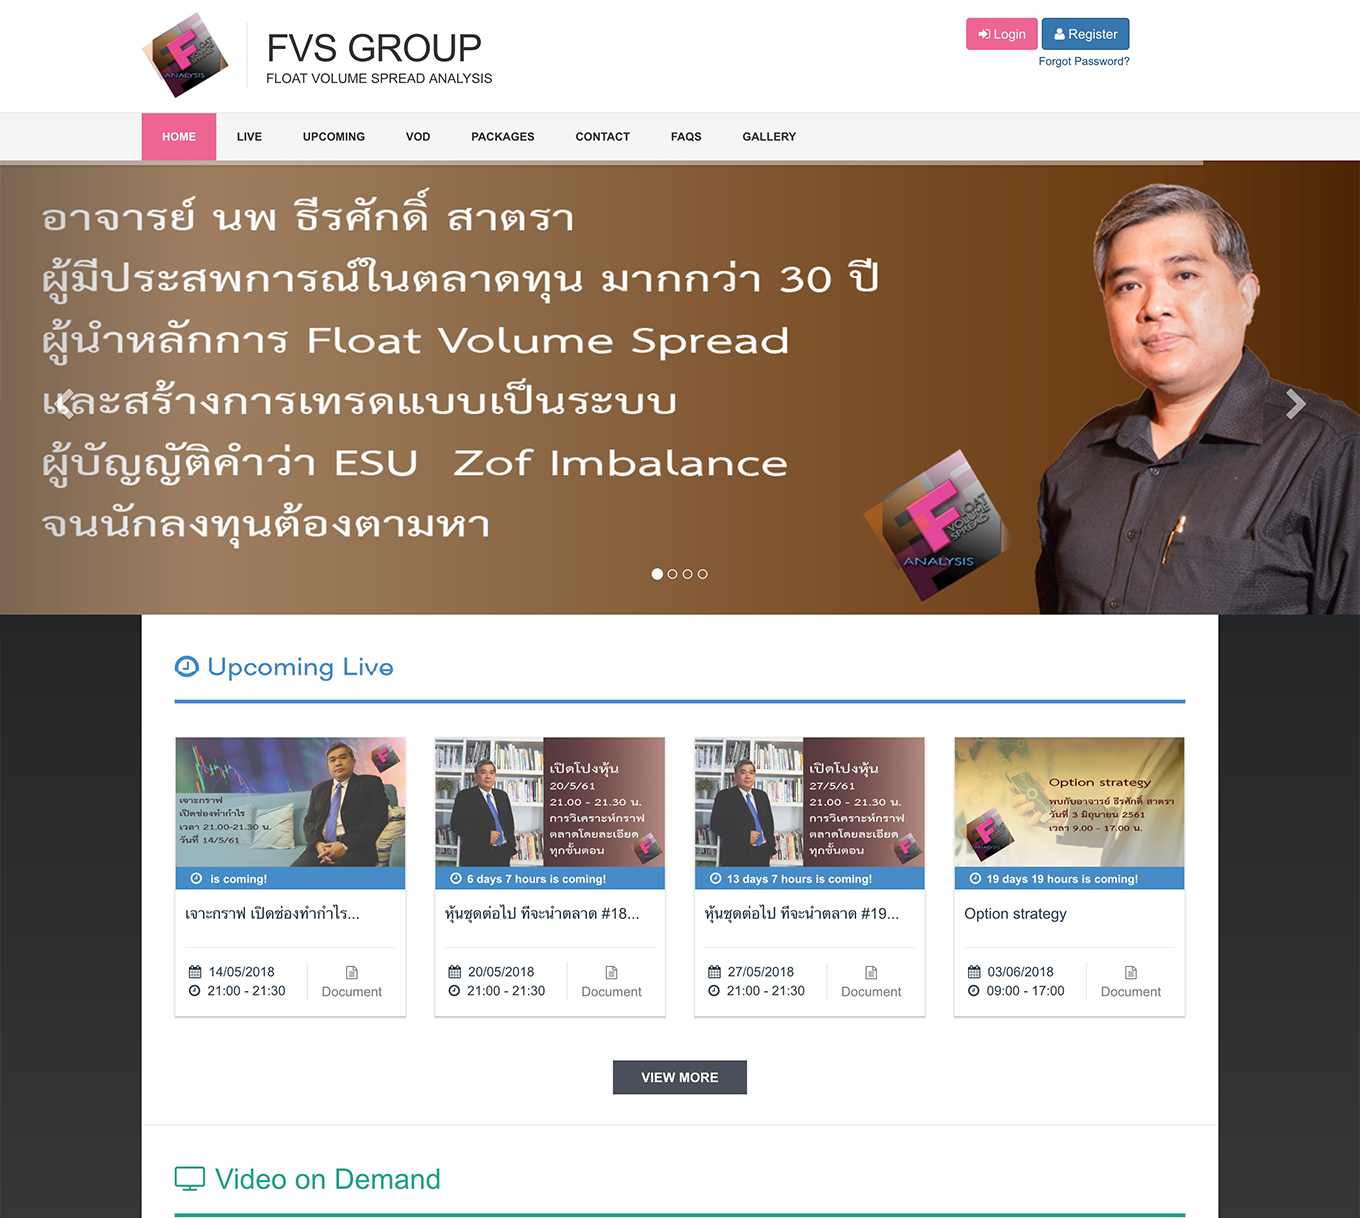 F FLOAT VOLUME SPREAD
ANALYSIS
FVS GROUP
FLOAT VOLUME SPREAD ANALYSIS
Login
Register
Forgot Password?
HOME LIVE UPCOMING VOD PACKAGES CONTACT FAQS GALLERY
อาจารย์ นพ ธีรศักดิ์ สาตรา
ผู้มีประสพการณ์ในตลาดทุน มากกว่า 30 ปี
ผู้นำหลักการ Float Volume Spread
และสร้างการเทรดแบบเป็นระบบ
ผู้บัญญัติคำว่า ESU Zof Imbalance
จนนักลงทุนต้องตามหา
F FLOAT VOLUME SPREAD
ANALYSIS
Upcoming Live
เจาะกราฟ
เปิดช่องทำกำไร
เวลา 21.00-21.30 น.
วันที่ 14/5/61
is coming!
เจาะกราฟ เปิดช่องทำกำไร...
14/05/2018
21:00 - 21:30
Document
เปิดโปงหุ้น
20/5/61
21.00 - 21.30 น.
การวิเคราะห์กราฟ
ตลาดโดยละเอียด
ทุกขั้นตอน
6 days 7 hours is coming!
หุ้นชุดต่อไป ที่จะนำตลาด #18...
20/05/2018
21:00 - 21:30
Document
เปิดโปงหุ้น
27/5/61
21.00 - 21.30 น.
การวิเคราะห์กราฟ
ตลาดโดยละเอียด
ทุกขั้นตอน
13 days 7 hours is coming!
หุ้นชุดต่อไป ที่จะนำตลาด #19...
27/05/2018
21:00 - 21:30
Document
Option strategy
พบกับอาจารย์ ธีรศักดิ์ สาตรา
วันที่ 3 มิถุนายน 2561
เวลา 9.00 - 17.00 น.
19 days 19 hours is coming!
Option strategy
03/06/2018
09:00 - 17:00
Document
VIEW MORE
Video on Demand